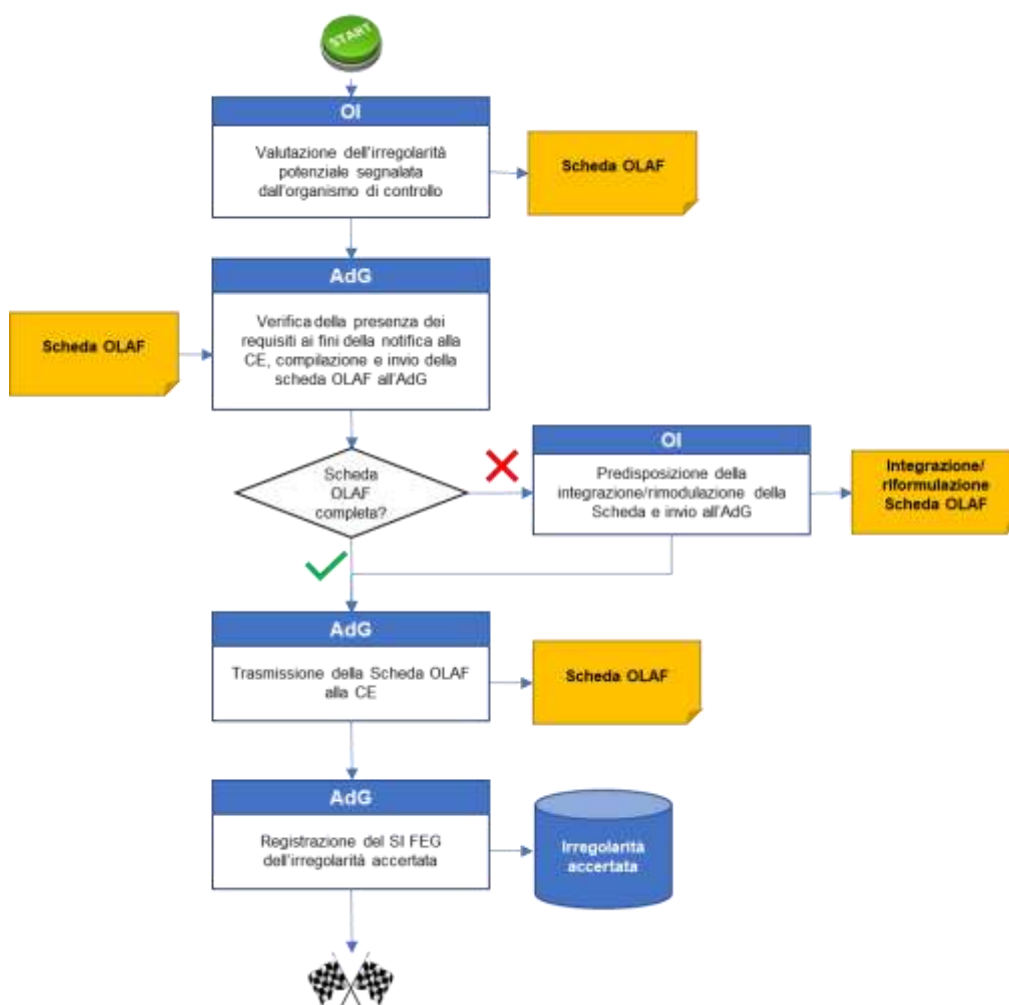 START
OI
Valutazione dell'irregolarità
potenziale segnalata
dall'organismo di controllo
Scheda OLAF
AdG
Verifica della presenza dei
requisiti ai fini della notifica alla
CE, compilazione e invio della
scheda OLAF all'AdG
Scheda OLAF
Scheda
OLAF
completa?
OI
Predisposizione della
integrazione/rimodulazione della
Scheda e invio all'AdG
Integrazione/
riformulazione
Scheda OLAF
AdG
Trasmissione della Scheda OLAF
alla CE
Scheda OLAF
AdG
Registrazione del SI FEG
dell'irregolarità accertata
Irregolarità
accertata